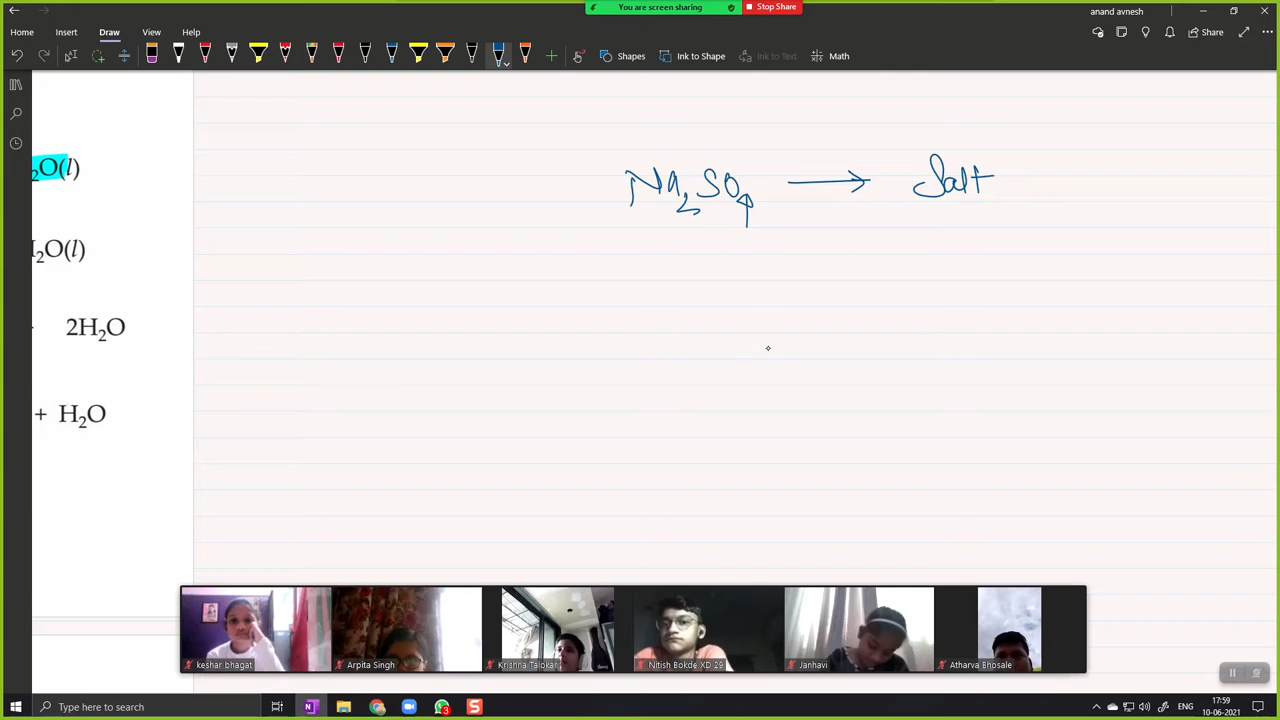 You are screen sharing
Stop Share
anand avnesh
Home Insert Draw View Help
Share
Shapes Ink to Shape Ink to Text Math
₂O(l)
Na₂SO₄ → Salt
H₂O(l)
2H₂O
+ H₂O
keshar bhagat Arpita Singh Krishna Talokar Nitish Bokde XD 29 Janhavi Atharva Bhosale
Type here to search
3
ENG
17:59
10-06-2021